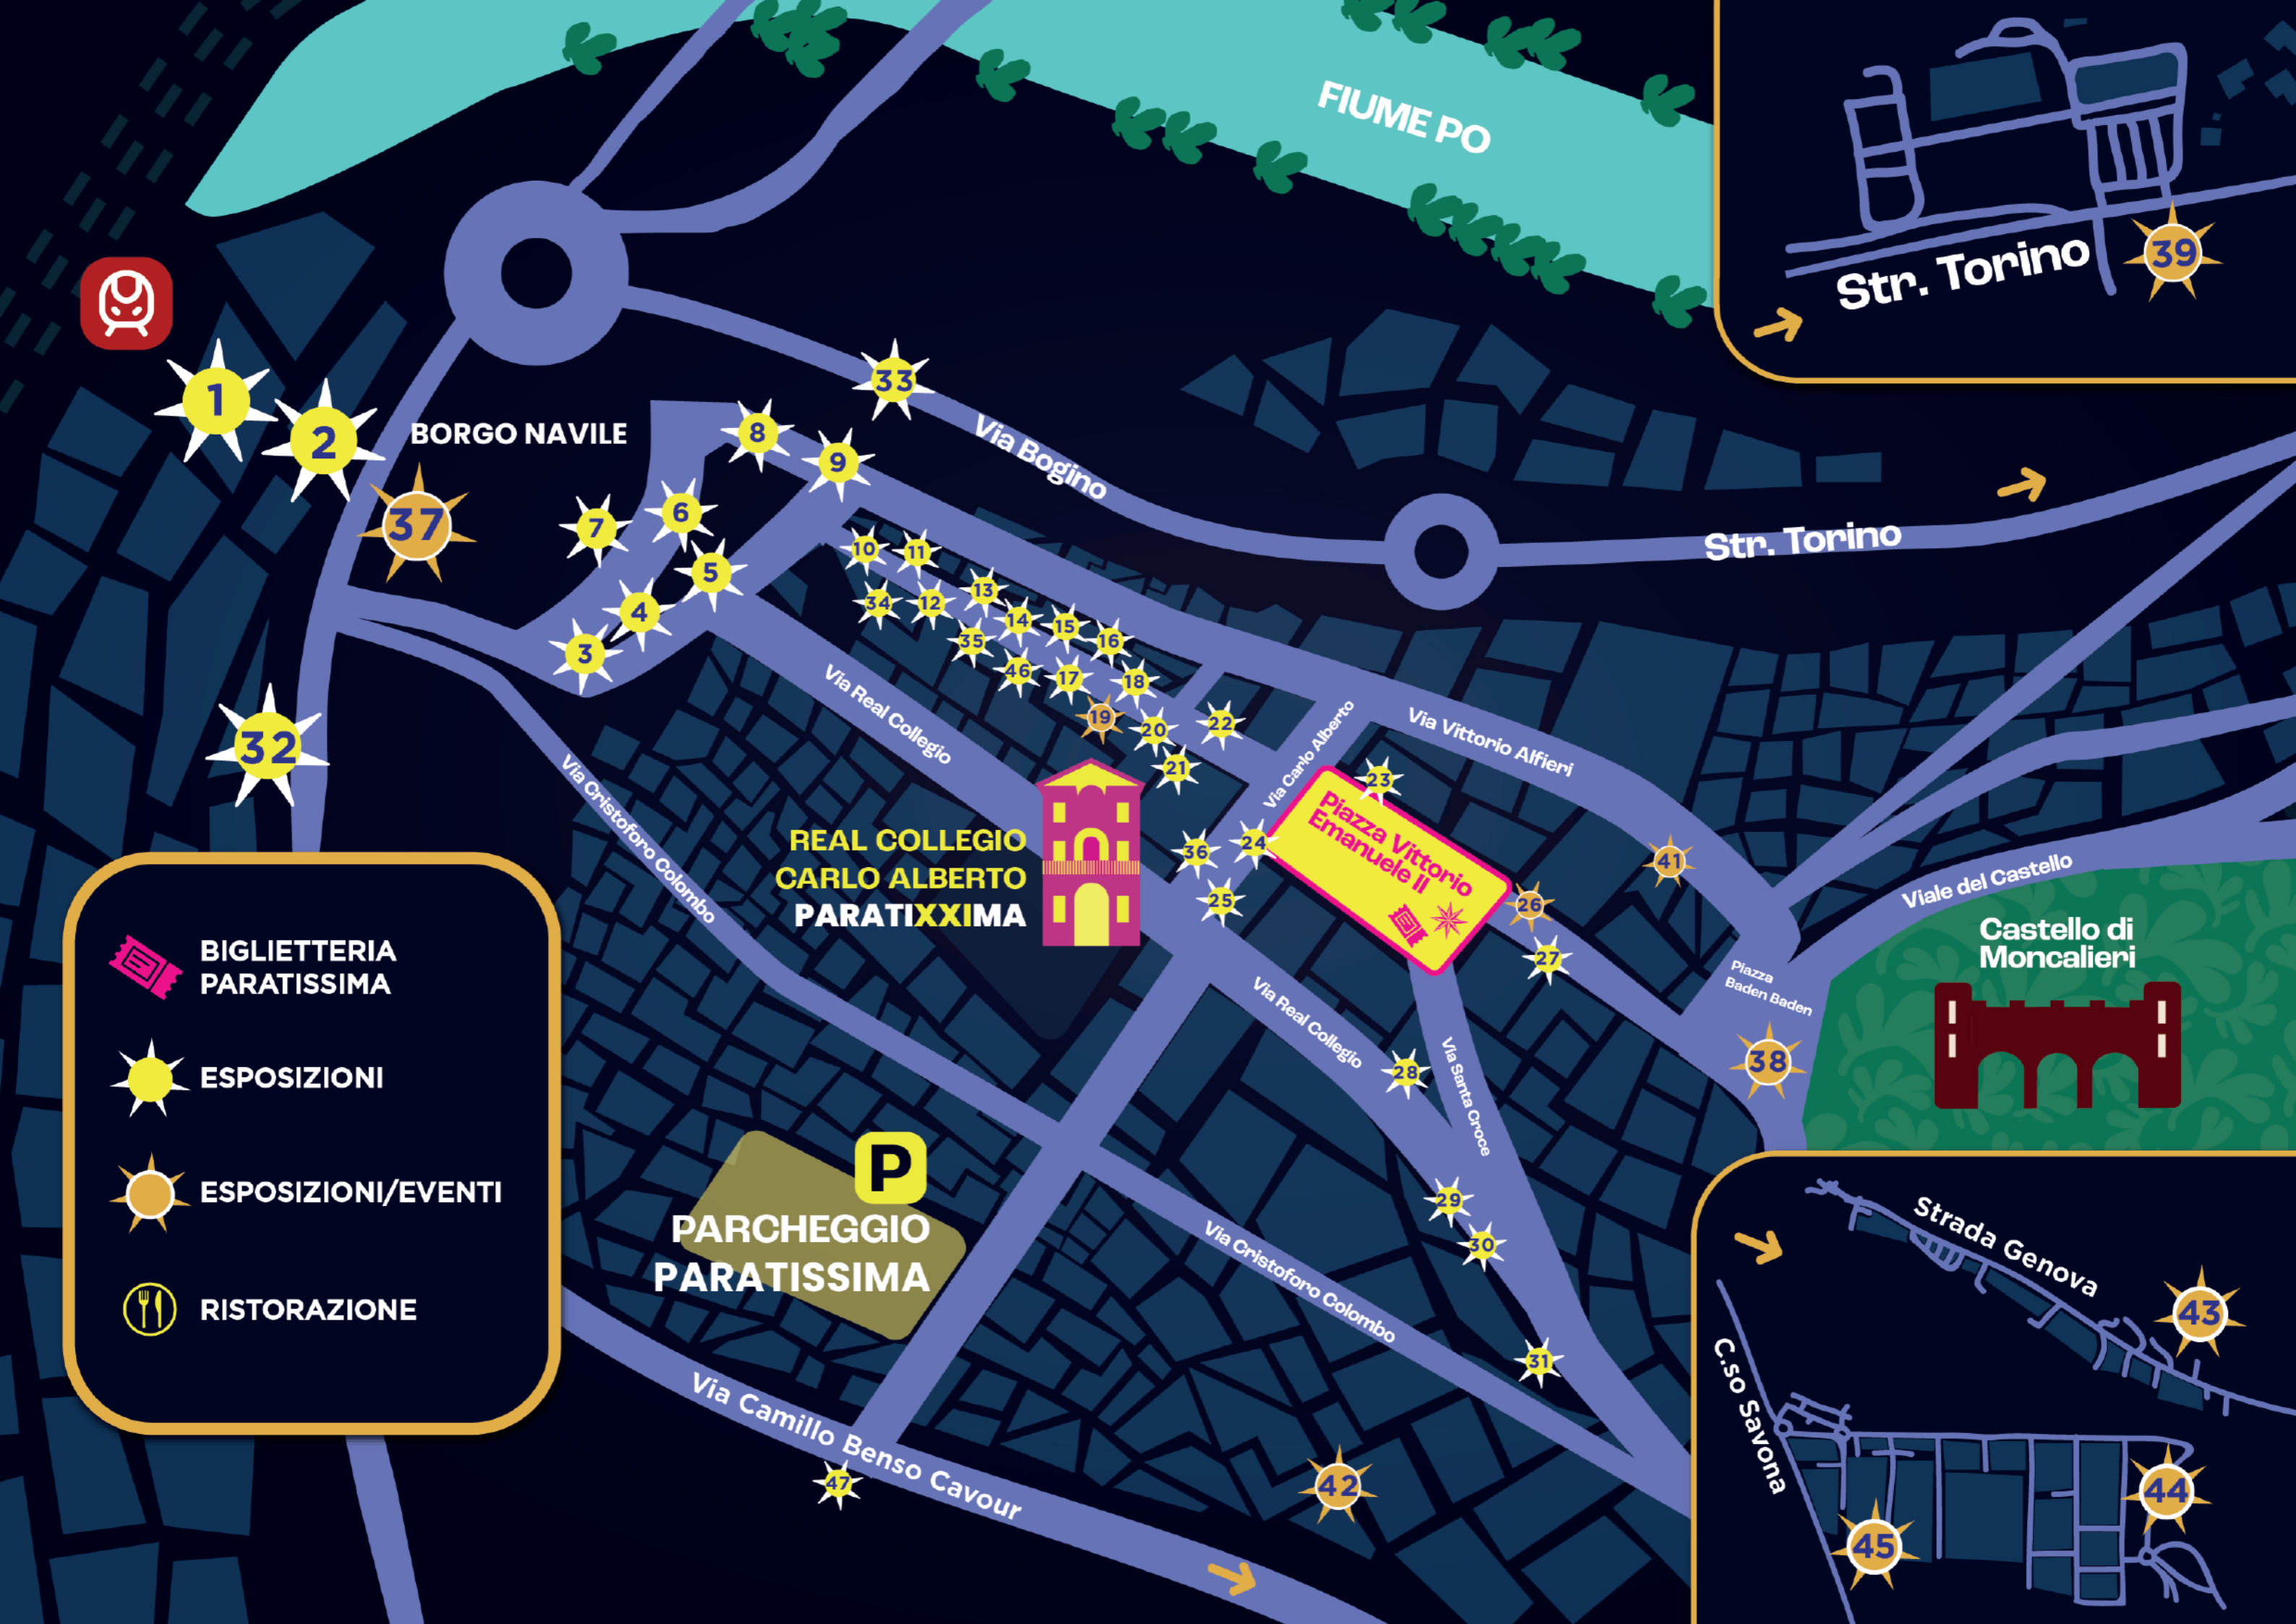 FIUME PO
Str. Torino
39
1
2
33
BORGO NAVILE
8
9
Via Bogino
37
7
6
5
4
3
Str. Torino
10
11
34
12
13
14
15
16
35
46
17
18
19
20
21
22
32
Via Real Collegio
Via Cristoforo Colombo
Via Carlo Alberto
Via Vittorio Alfieri
23
Piazza Vittorio
Emanuele II
24
36
25
REAL COLLEGIO
CARLO ALBERTO
PARATIXXIMA
41
26
27
Viale del Castello
Castello di
Moncalieri
Piazza
Baden Baden
38
Via Real Collegio
28
Via Santa Croce
29
30
31
BIGLIETTERIA
PARATISSIMA
ESPOSIZIONI
ESPOSIZIONI/EVENTI
RISTORAZIONE
P
PARCHEGGIO
PARATISSIMA
Via Cristoforo Colombo
Via Camillo Benso Cavour
47
42
Strada Genova
43
C.so Savona
44
45